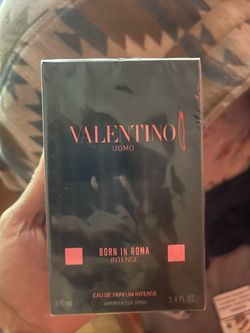 VALENTINO
UOMO
BORN IN ROMA
INTENSE
EAU DE PARFUM INTENSE
100 ml
VAPORISATEUR SPRAY
3.4 FL.OZ.